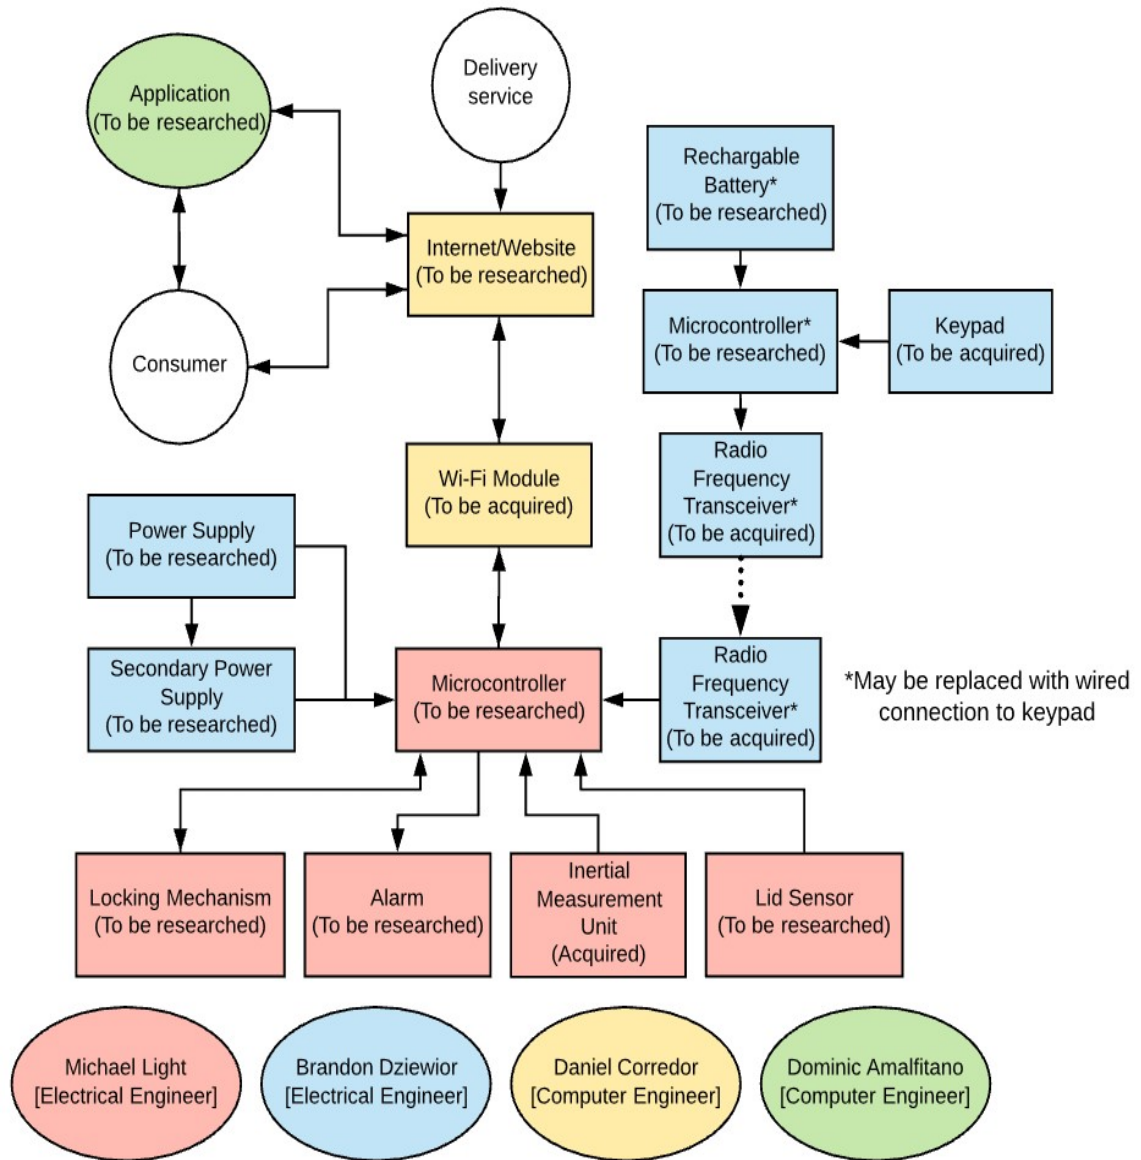 Application
(To be researched)
Delivery
service
Rechargable
Battery*
(To be researched)
Internet/Website
(To be researched)
Microcontroller*
(To be researched)
Keypad
(To be acquired)
Consumer
Radio
Frequency
Transceiver*
(To be acquired)
Wi-Fi Module
(To be acquired)
Power Supply
(To be researched)
Secondary Power
Supply
(To be researched)
Microcontroller
(To be researched)
Radio
Frequency
Transceiver*
(To be acquired)
*May be replaced with wired
connection to keypad
Locking Mechanism
(To be researched)
Alarm
(To be researched)
Inertial
Measurement
Unit
(Acquired)
Lid Sensor
(To be researched)
Michael Light
[Electrical Engineer]
Brandon Dziewior
[Electrical Engineer]
Daniel Corredor
[Computer Engineer]
Dominic Amalfitano
[Computer Engineer]